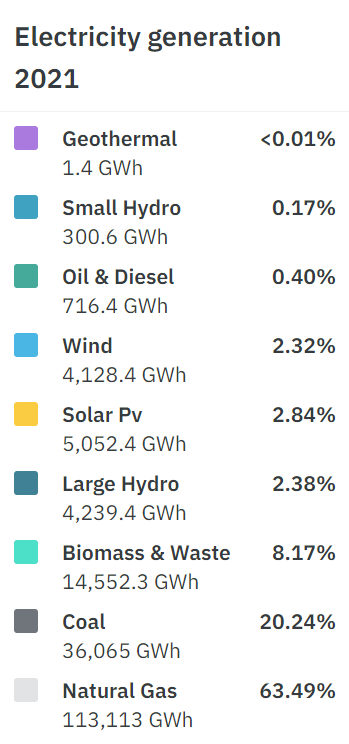 Electricity generation
2021
Geothermal <0.01%
1.4 GWh
Small Hydro 0.17%
300.6 GWh
Oil & Diesel 0.40%
716.4 GWh
Wind 2.32%
4,128.4 GWh
Solar Pv 2.84%
5,052.4 GWh
Large Hydro 2.38%
4,239.4 GWh
Biomass & Waste 8.17%
14,552.3 GWh
Coal 20.24%
36,065 GWh
Natural Gas 63.49%
113,113 GWh